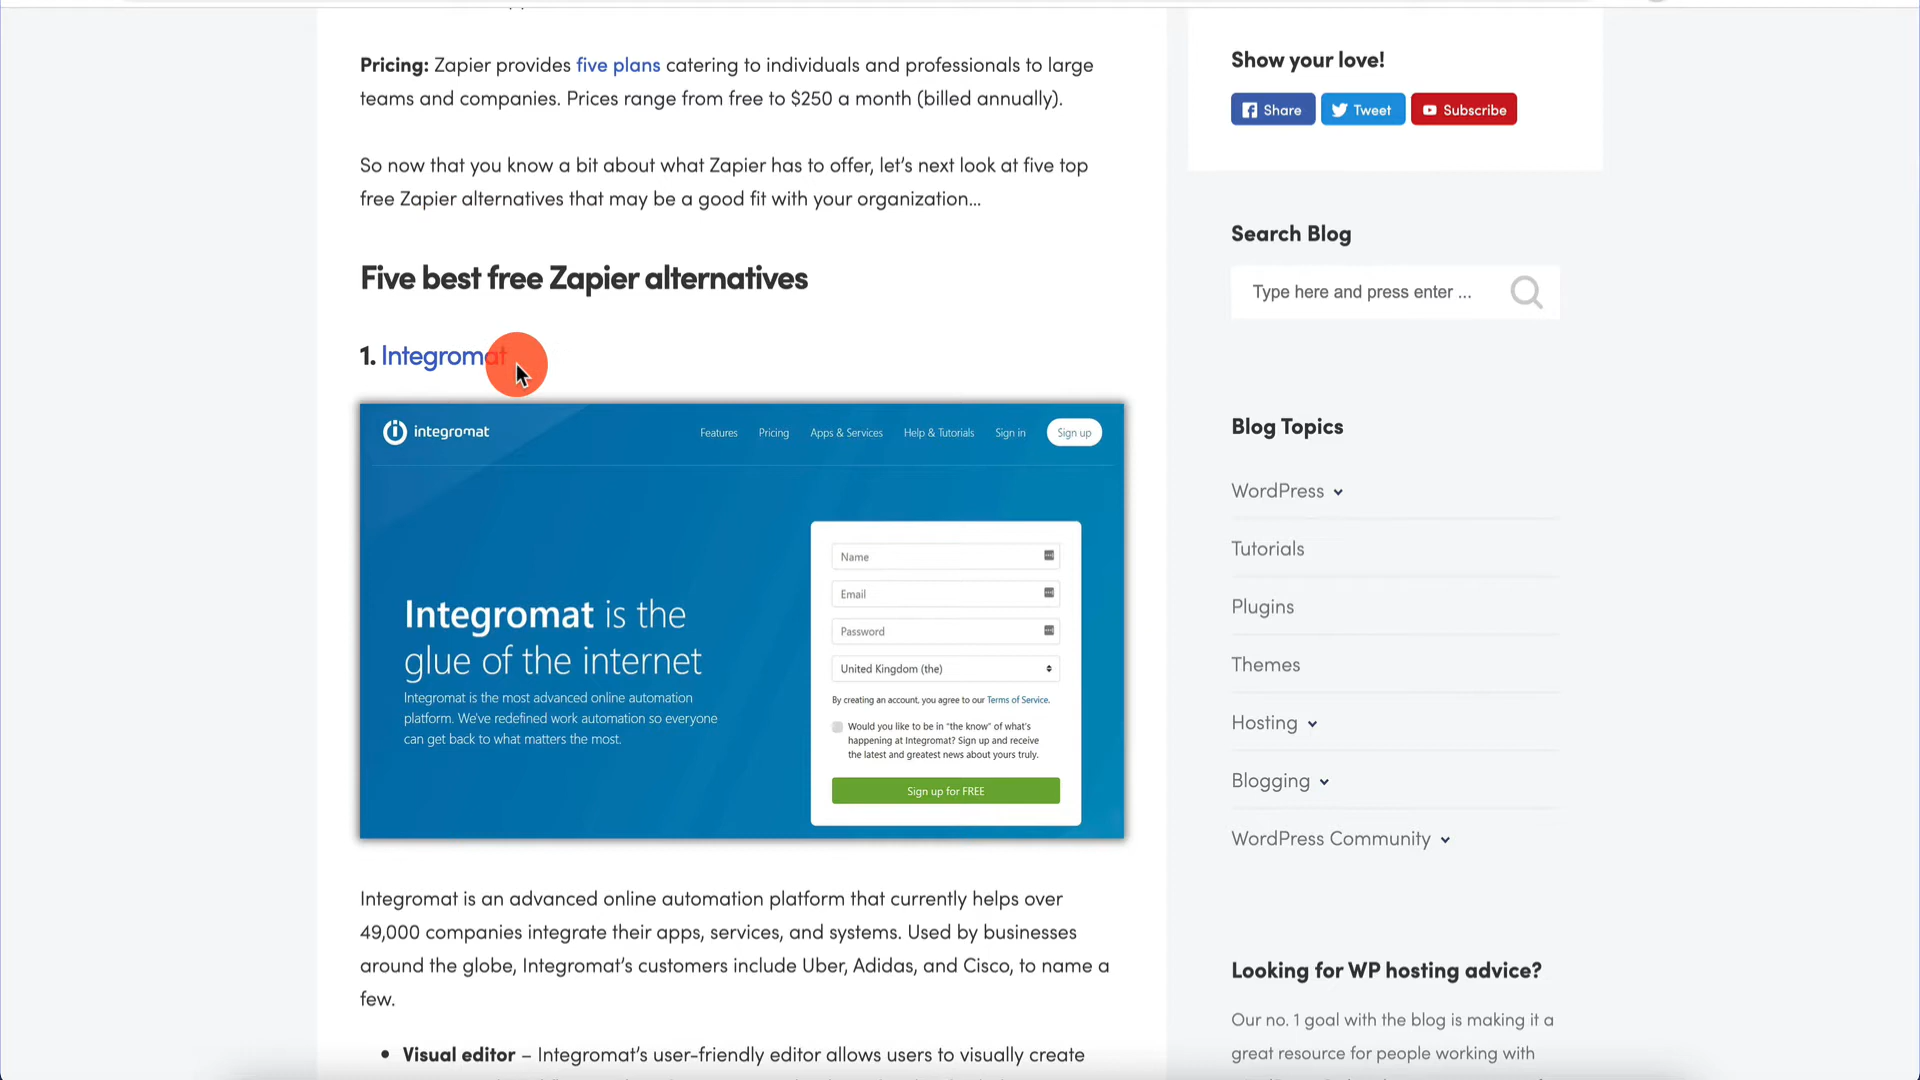 Pricing: Zapier provides five plans catering to individuals and professionals to large
teams and companies. Prices range from free to $250 a month (billed annually).
So now that you know a bit about what Zapier has to offer, let's next look at five top
free Zapier alternatives that may be a good fit with your organization...
Five best free Zapier alternatives
1. Integromat
integromat
Features
Pricing
Apps & Services
Help & Tutorials
Sign in
Sign up
Integromat is the
glue of the internet
Integromat is the most advanced online automation
platform. We've redefined work automation so everyone
can get back to what matters the most.
Name
Email
Password
United Kingdom (the)
By creating an account, you agree to our Terms of Service.
Would you like to be in "the know" of what's
happening at Integromat? Sign up and receive
the latest and greatest news about yours truly.
Sign up for FREE
Integromat is an advanced online automation platform that currently helps over
49,000 companies integrate their apps, services, and systems. Used by businesses
around the globe, Integromat's customers include Uber, Adidas, and Cisco, to name a
few.
• Visual editor – Integromat's user-friendly editor allows users to visually create
Show your love!
Share
Tweet
Subscribe
Search Blog
Type here and press enter ...
Blog Topics
WordPress
Tutorials
Plugins
Themes
Hosting
Blogging
WordPress Community
Looking for WP hosting advice?
Our no. 1 goal with the blog is making it a
great resource for people working with